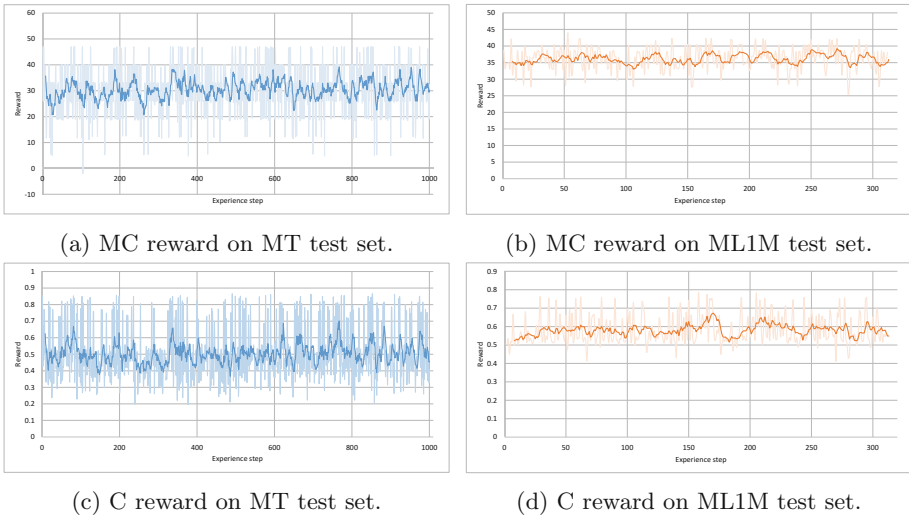 60
50
40
30
20
10
0
-10
Reward
0 200 400 600 800 1000
Experience step
50
45
40
35
30
25
20
15
10
5
0
Reward
0 50 100 150 200 250 300
Experience step
(a) MC reward on MT test set.
(b) MC reward on ML1M test set.
1
0.9
0.8
0.7
0.6
0.5
0.4
0.3
0.2
0.1
0
Reward
0 200 400 600 800 1000
Experience step
0.9
0.8
0.7
0.6
0.5
0.4
0.3
0.2
0.1
0
Reward
0 50 100 150 200 250 300
Experience step
(c) C reward on MT test set.
(d) C reward on ML1M test set.